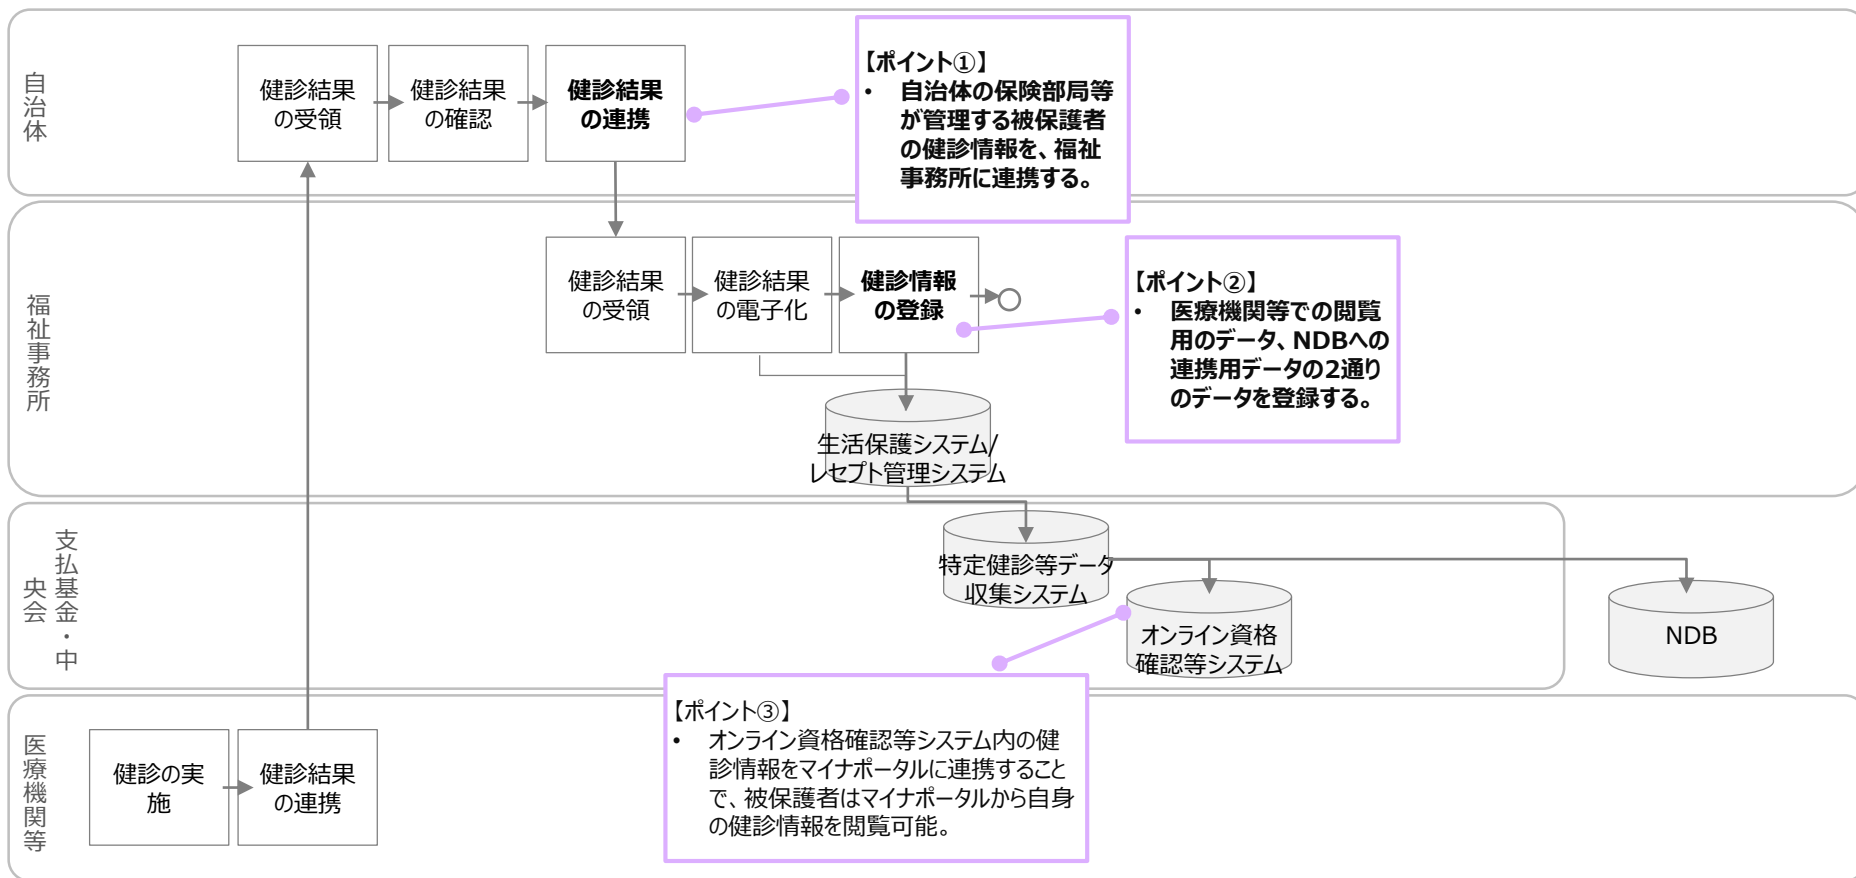 自治体
健診結果
の受領
健診結果
の確認
健診結果
の連携
【ポイント①】
• 自治体の保険部局等
が管理する被保護者
の健診情報を、福祉
事務所に連携する。
福祉事務所
健診結果
の受領
健診結果
の電子化
健診情報
の登録
【ポイント②】
• 医療機関等での閲覧
用のデータ、NDBへの
連携用データの2通り
のデータを登録する。
生活保護システム/
レセプト管理システム
支払基金・中
央会
特定健診等データ
収集システム
オンライン資格
確認等システム
NDB
医療機関等
健診の実
施
健診結果
の連携
【ポイント③】
• オンライン資格確認等システム内の健
診情報をマイナポータルに連携すること
で、被保護者はマイナポータルから自身
の健診情報を閲覧可能。